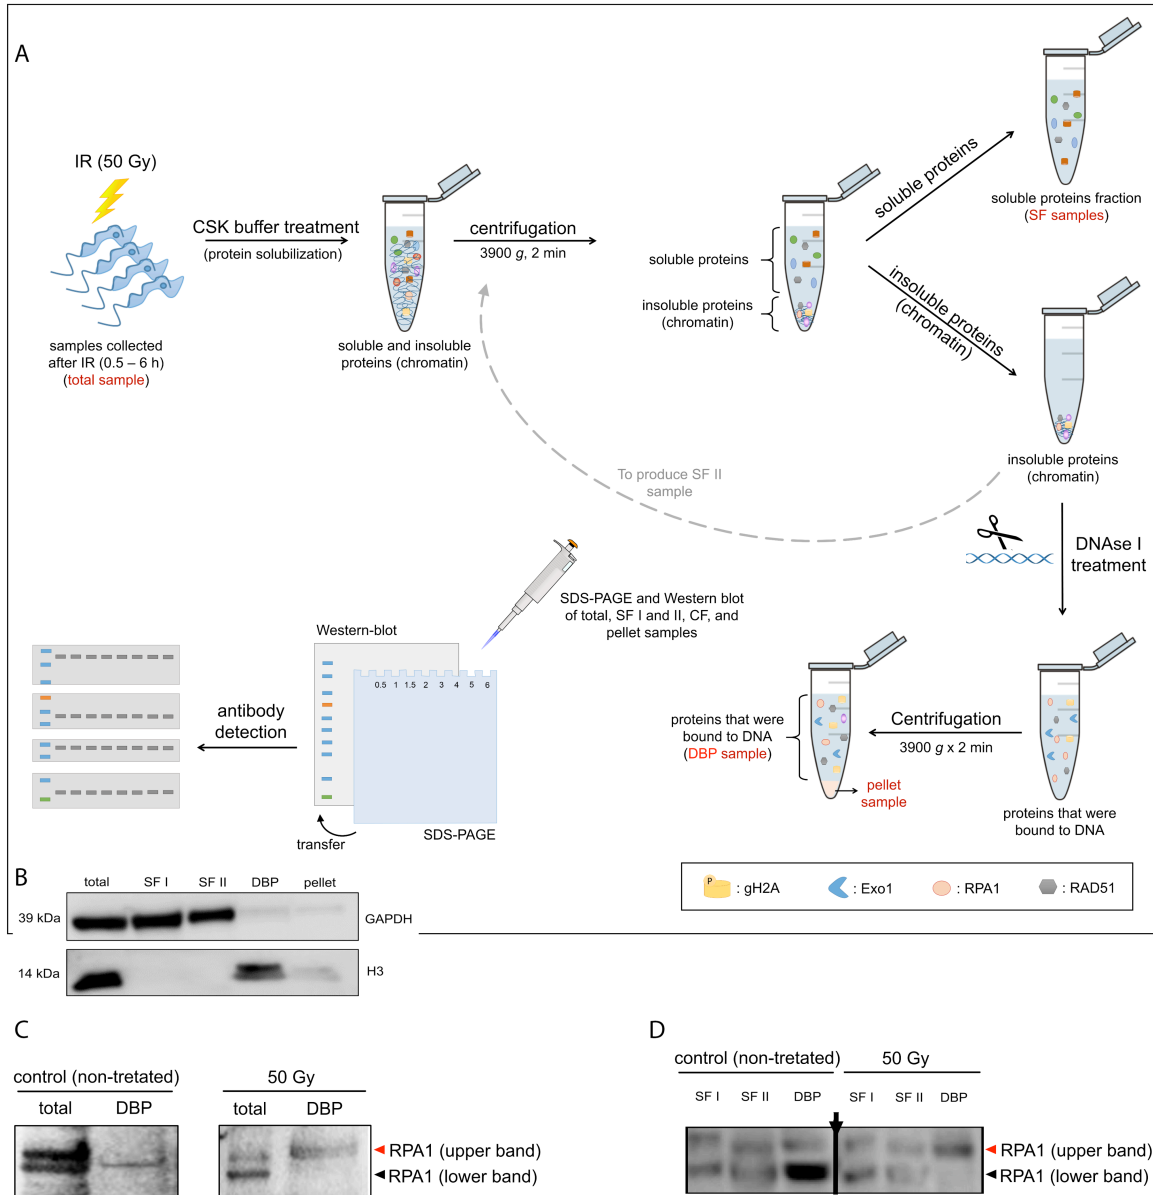 A
IR (50 Gy)
samples collected
after IR (0.5 – 6 h)
(total sample)
CSK buffer treatment
(protein solubilization)
soluble and insoluble
proteins (chromatin)
centrifugation
3900 g, 2 min
soluble proteins
insoluble proteins
(chromatin)
soluble proteins
insoluble proteins
(chromatin)
soluble proteins fraction
(SF samples)
insoluble proteins
(chromatin)
To produce SF II
sample
DNAse I
treatment
proteins that were
bound to DNA
Centrifugation
3900 g x 2 min
proteins that were
bound to DNA
(DBP sample)
pellet
sample
SDS-PAGE and Western blot
of total, SF I and II, CF, and
pellet samples
Western-blot
0.5 1 1.5 2 3 4 5 6
SDS-PAGE
transfer
antibody
detection
P : gH2A : Exo1 : RPA1 : RAD51
B
total SF I SF II DBP pellet
39 kDa GAPDH
14 kDa H3
C
control (non-tretated) 50 Gy
total DBP total DBP
RPA1 (upper band)
RPA1 (lower band)
D
control (non-tretated) 50 Gy
SF I SF II DBP SF I SF II DBP
RPA1 (upper band)
RPA1 (lower band)